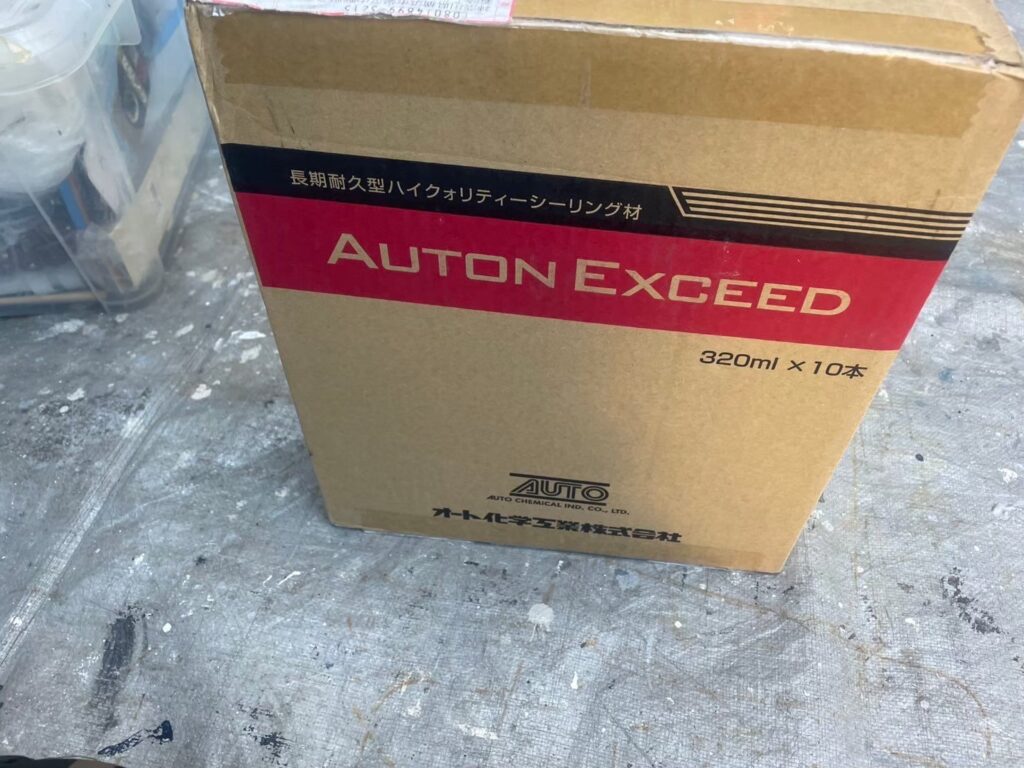 長期耐久型ハイクォリティーシーリング材
AUTON EXCEED
320ml ×10本
AUTO
AUTO CHEMICAL IND. CO., LTD.
オート化学工業株式会社